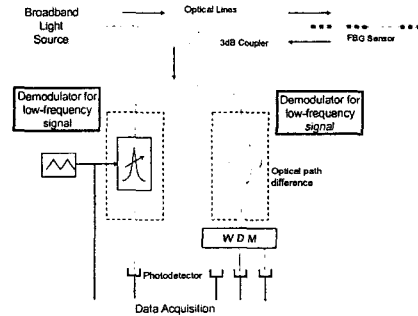 Broadband
Light
Source
Optical Lines
3dB Coupler
FBG Sensor
Demodulator for
low-frequency
signal
Demodulator for
low-frequency
signal
Optical path
difference
WDM
Photodetector
Data Acquisition